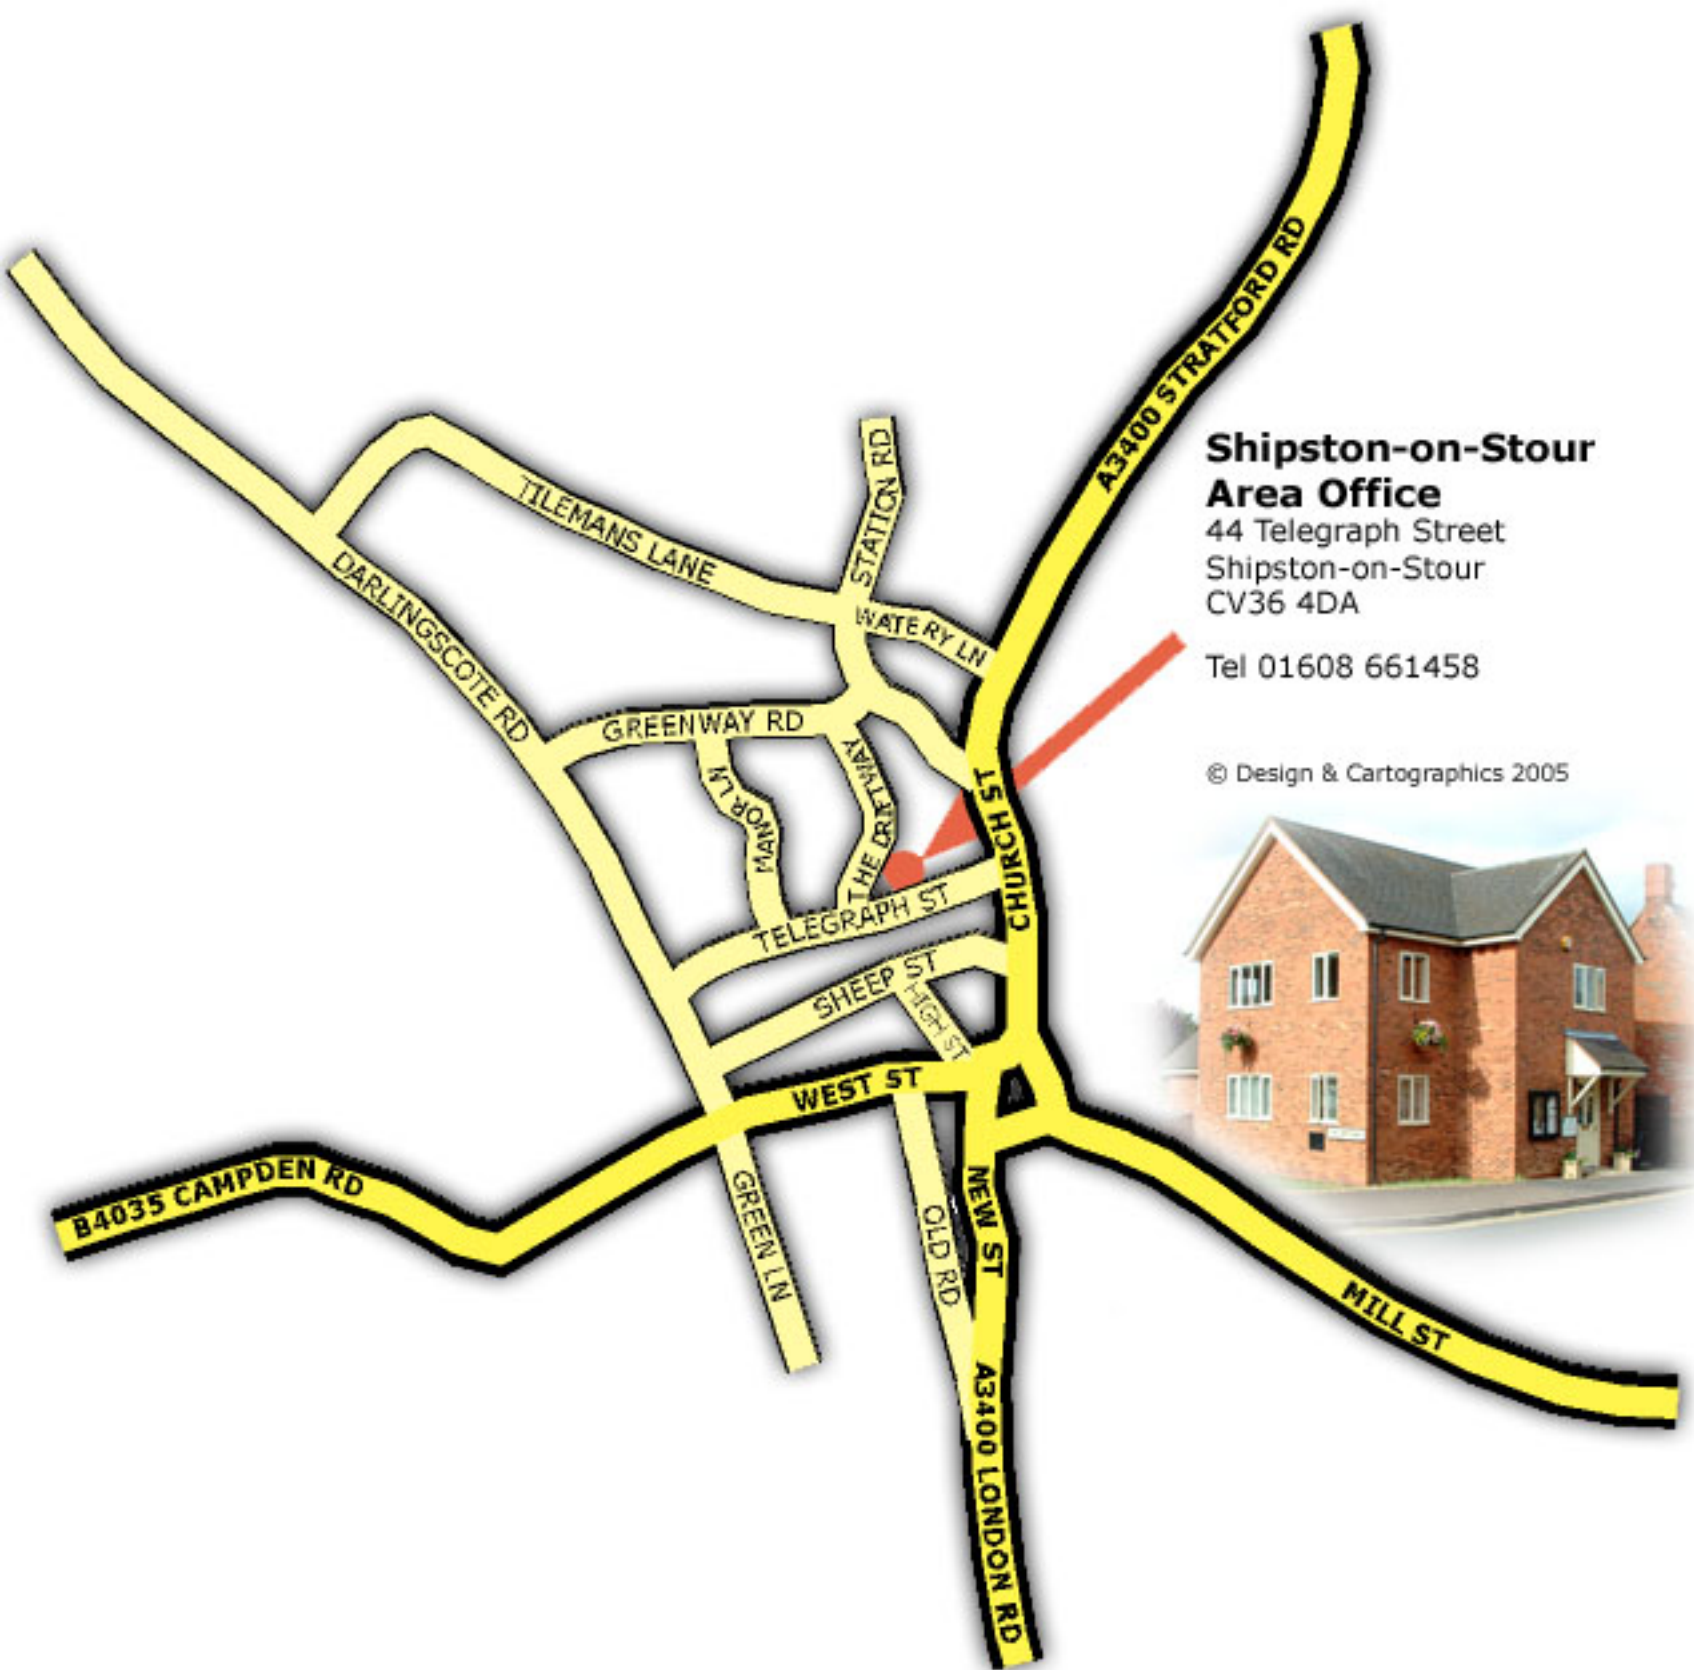 A3400 STRATFORD RD
Shipston-on-Stour
Area Office
44 Telegraph Street
Shipston-on-Stour
CV36 4DA
Tel 01608 661458
© Design & Cartographics 2005
STATION RD
TILEMANS LANE
WATERY LN
DARLINGSCOTE RD
GREENWAY RD
MANOR LN
THE DRIFTWAY
CHURCH ST
TELEGRAPH ST
SHEEP ST
HIGH ST
WEST ST
B4035 CAMPDEN RD
GREEN LN
OLD RD
NEW ST
MILL ST
A3400 LONDON RD